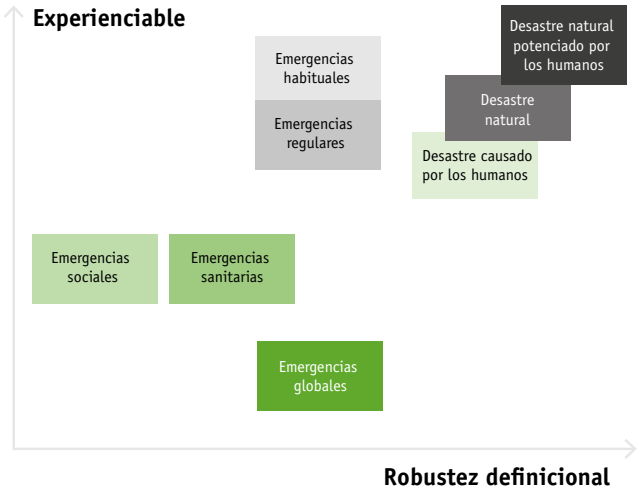 Experienciable
Desastre natural
potenciado por
los humanos
Emergencias
habituales
Desastre
natural
Emergencias
regulares
Desastre causado
por los humanos
Emergencias
sociales
Emergencias
sanitarias
Emergencias
globales
Robustez definicional